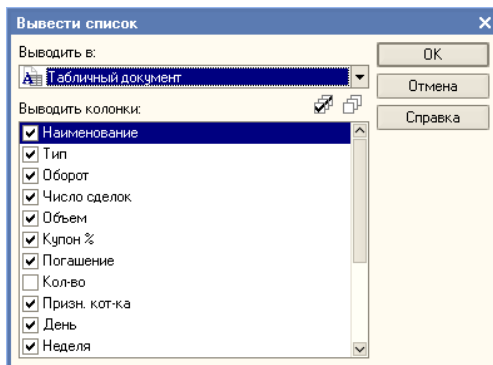 Вывести список
Выводить в:
Табличный документ
Выводить колонки:
Наименование
Тип
Оборот
Число сделок
Объем
Купон %
Погашение
Кол-во
Призн. кот-ка
День
Неделя
ОК
Отмена
Справка